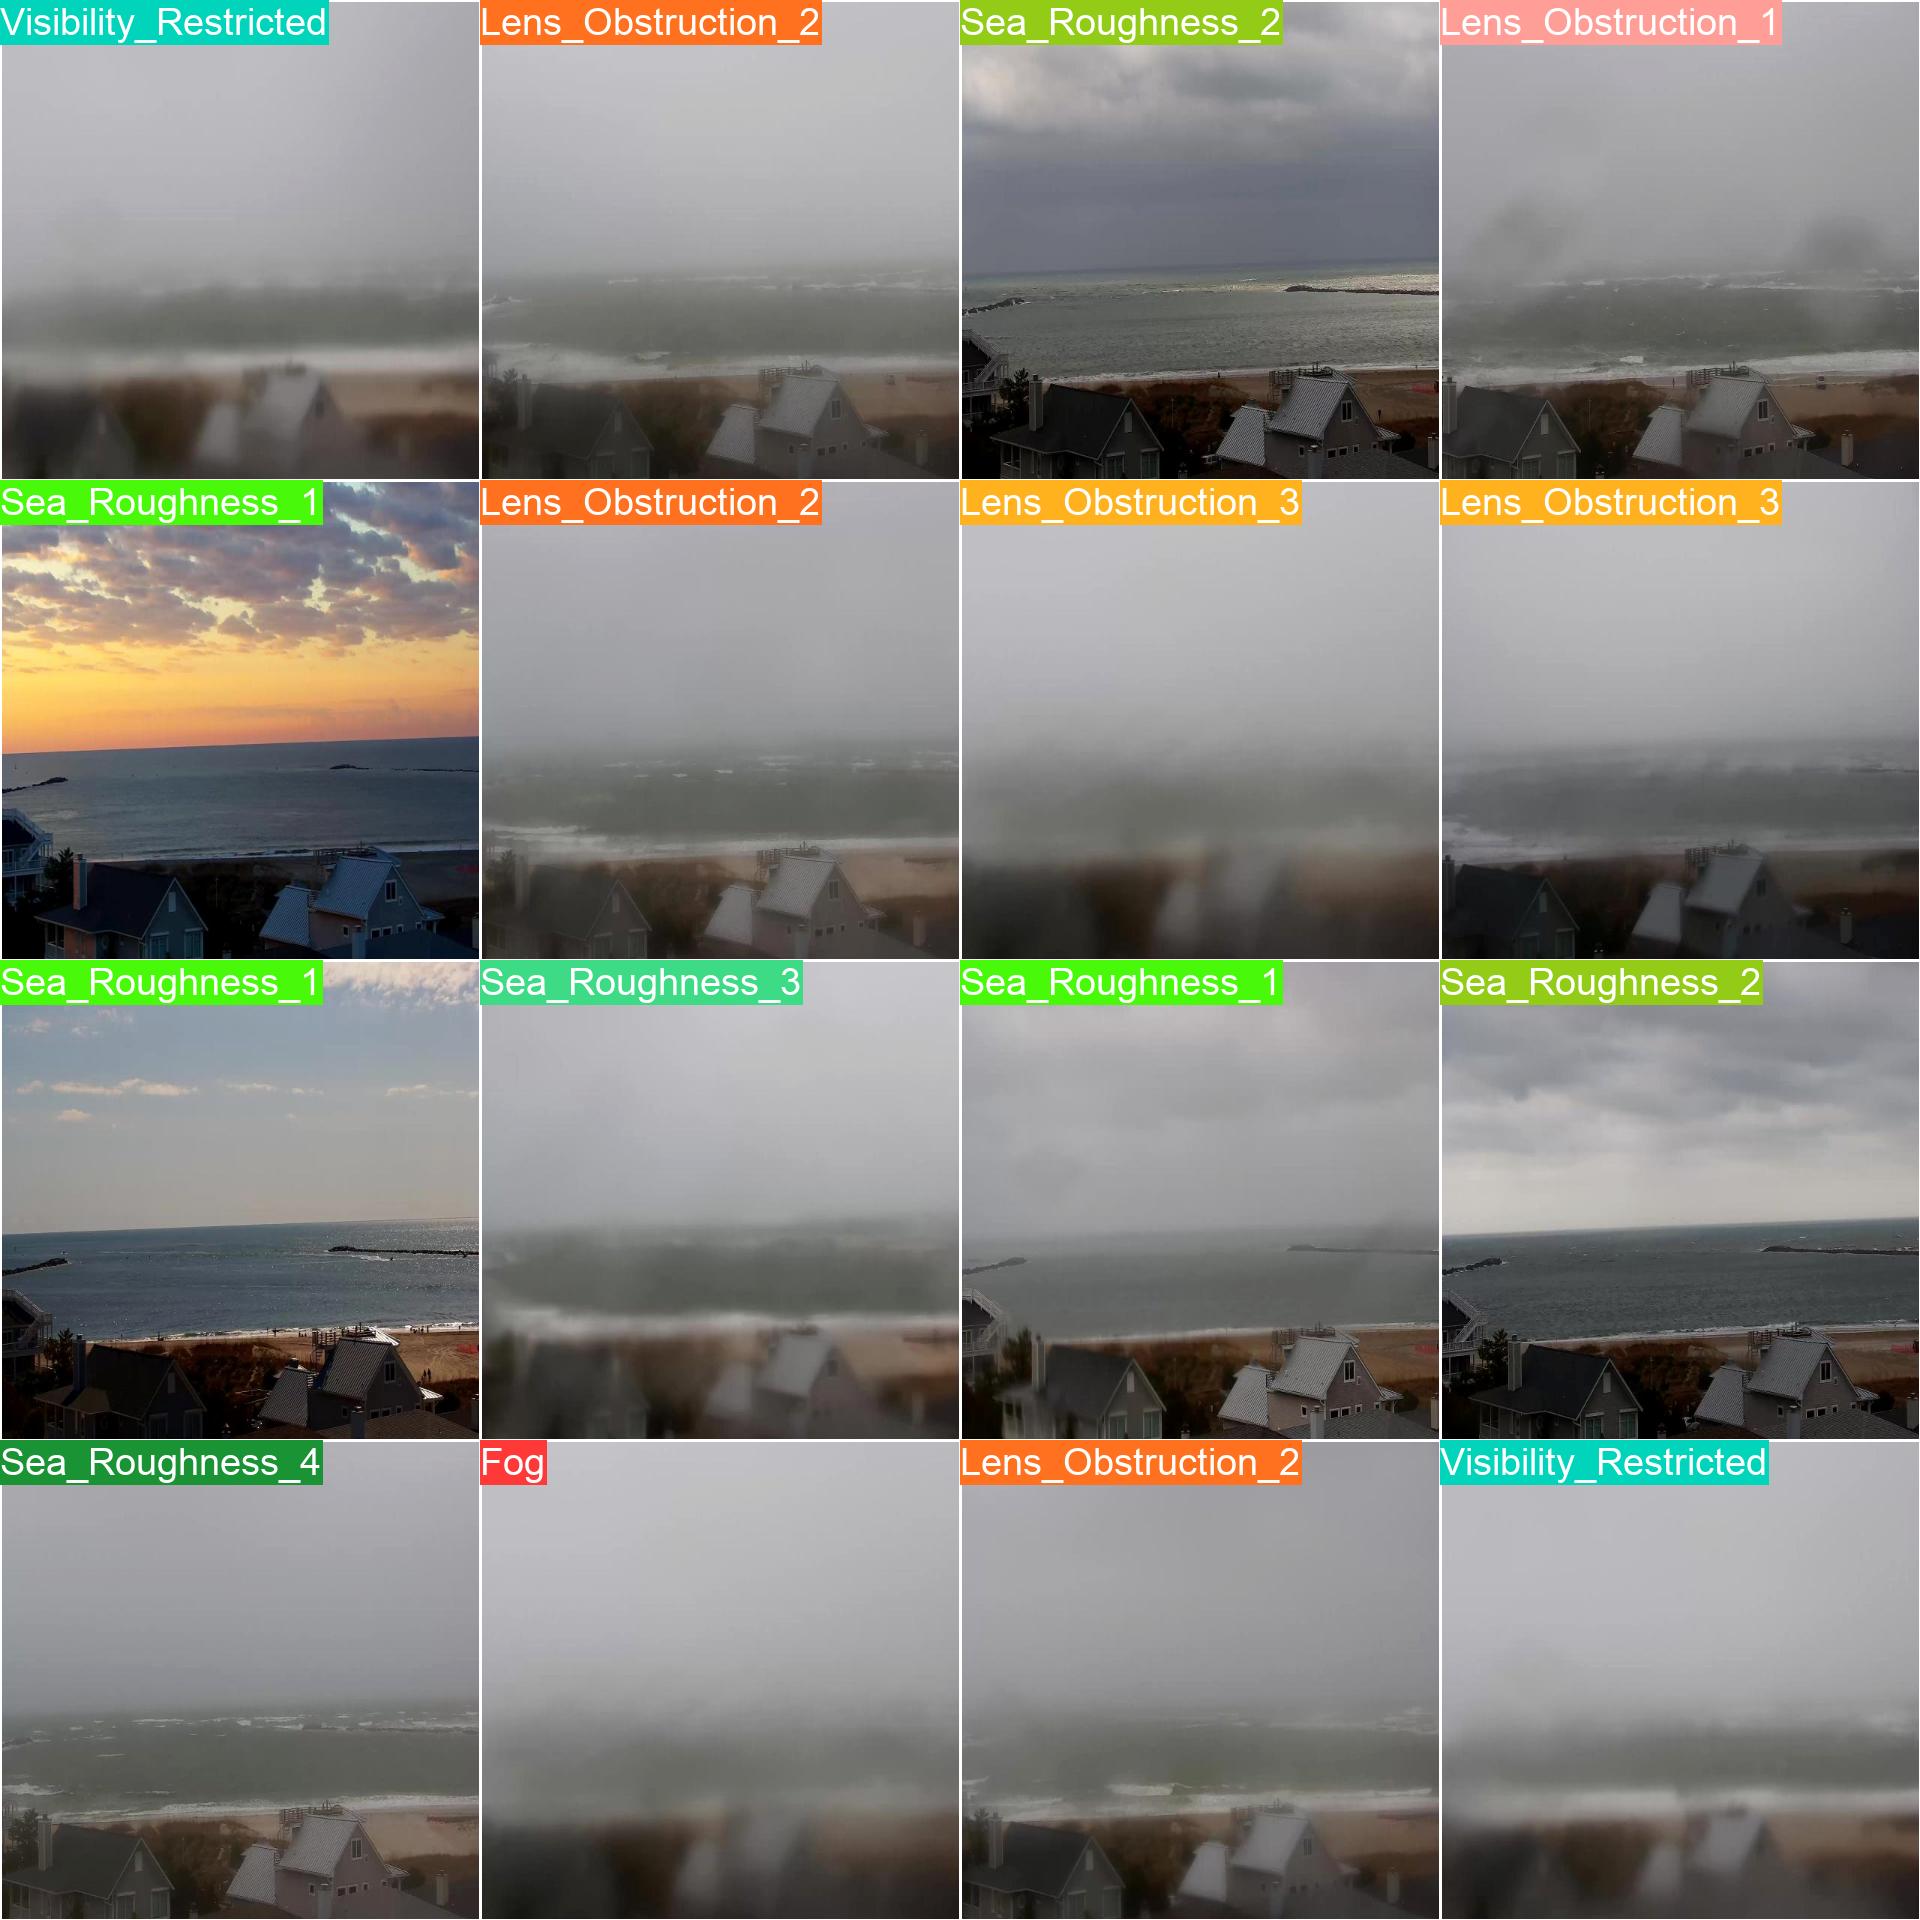 Visibility_Restricted
Lens_Obstruction_2
Sea_Roughness_2
Lens_Obstruction_1
Sea_Roughness_1
Lens_Obstruction_2
Lens_Obstruction_3
Lens_Obstruction_3
Sea_Roughness_1
Sea_Roughness_3
Sea_Roughness_1
Sea_Roughness_2
Sea_Roughness_4
Fog
Lens_Obstruction_2
Visibility_Restricted